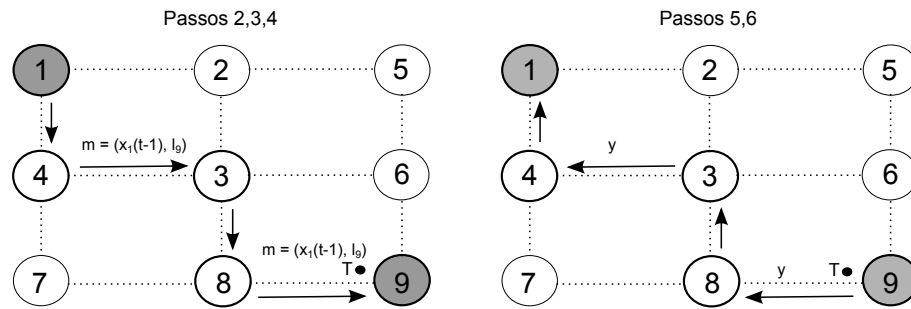 Passos 2,3,4
1
2
5
m = (x₁(t-1), l₉)
4
3
6
m = (x₁(t-1), l₉)
T
7
8
9
Passos 5,6
1
2
5
y
4
3
6
y
T
7
8
9